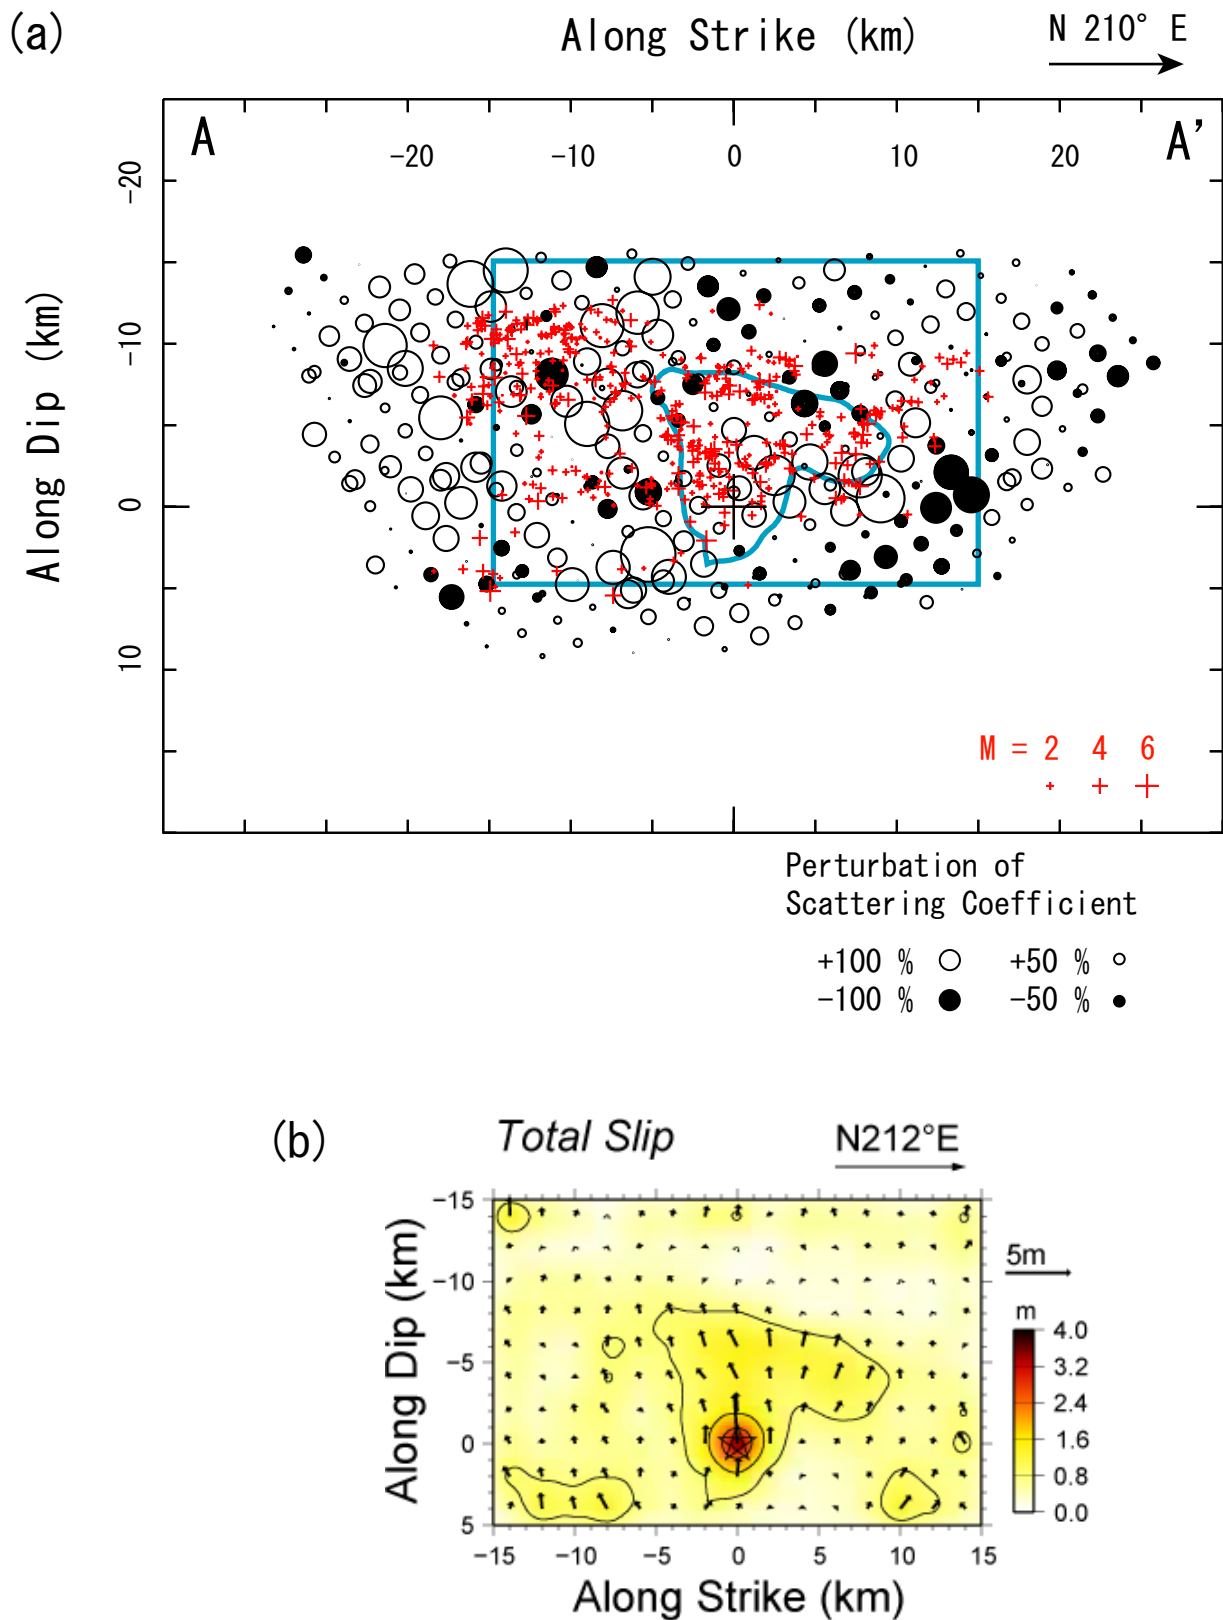 (a)
Along Strike (km)
N 210° E
A
A’
-20 -10 0 10 20
Along Dip (km)
-20
-10
0
10
M = 2 4 6
Perturbation of
Scattering Coefficient
+100 % +50 %
-100 % -50 %
(b)
Total Slip
N212°E
Along Dip (km)
-15
-10
-5
0
5
-15 -10 -5 0 5 10 15
Along Strike (km)
5m
m
4.0
3.2
2.4
1.6
0.8
0.0